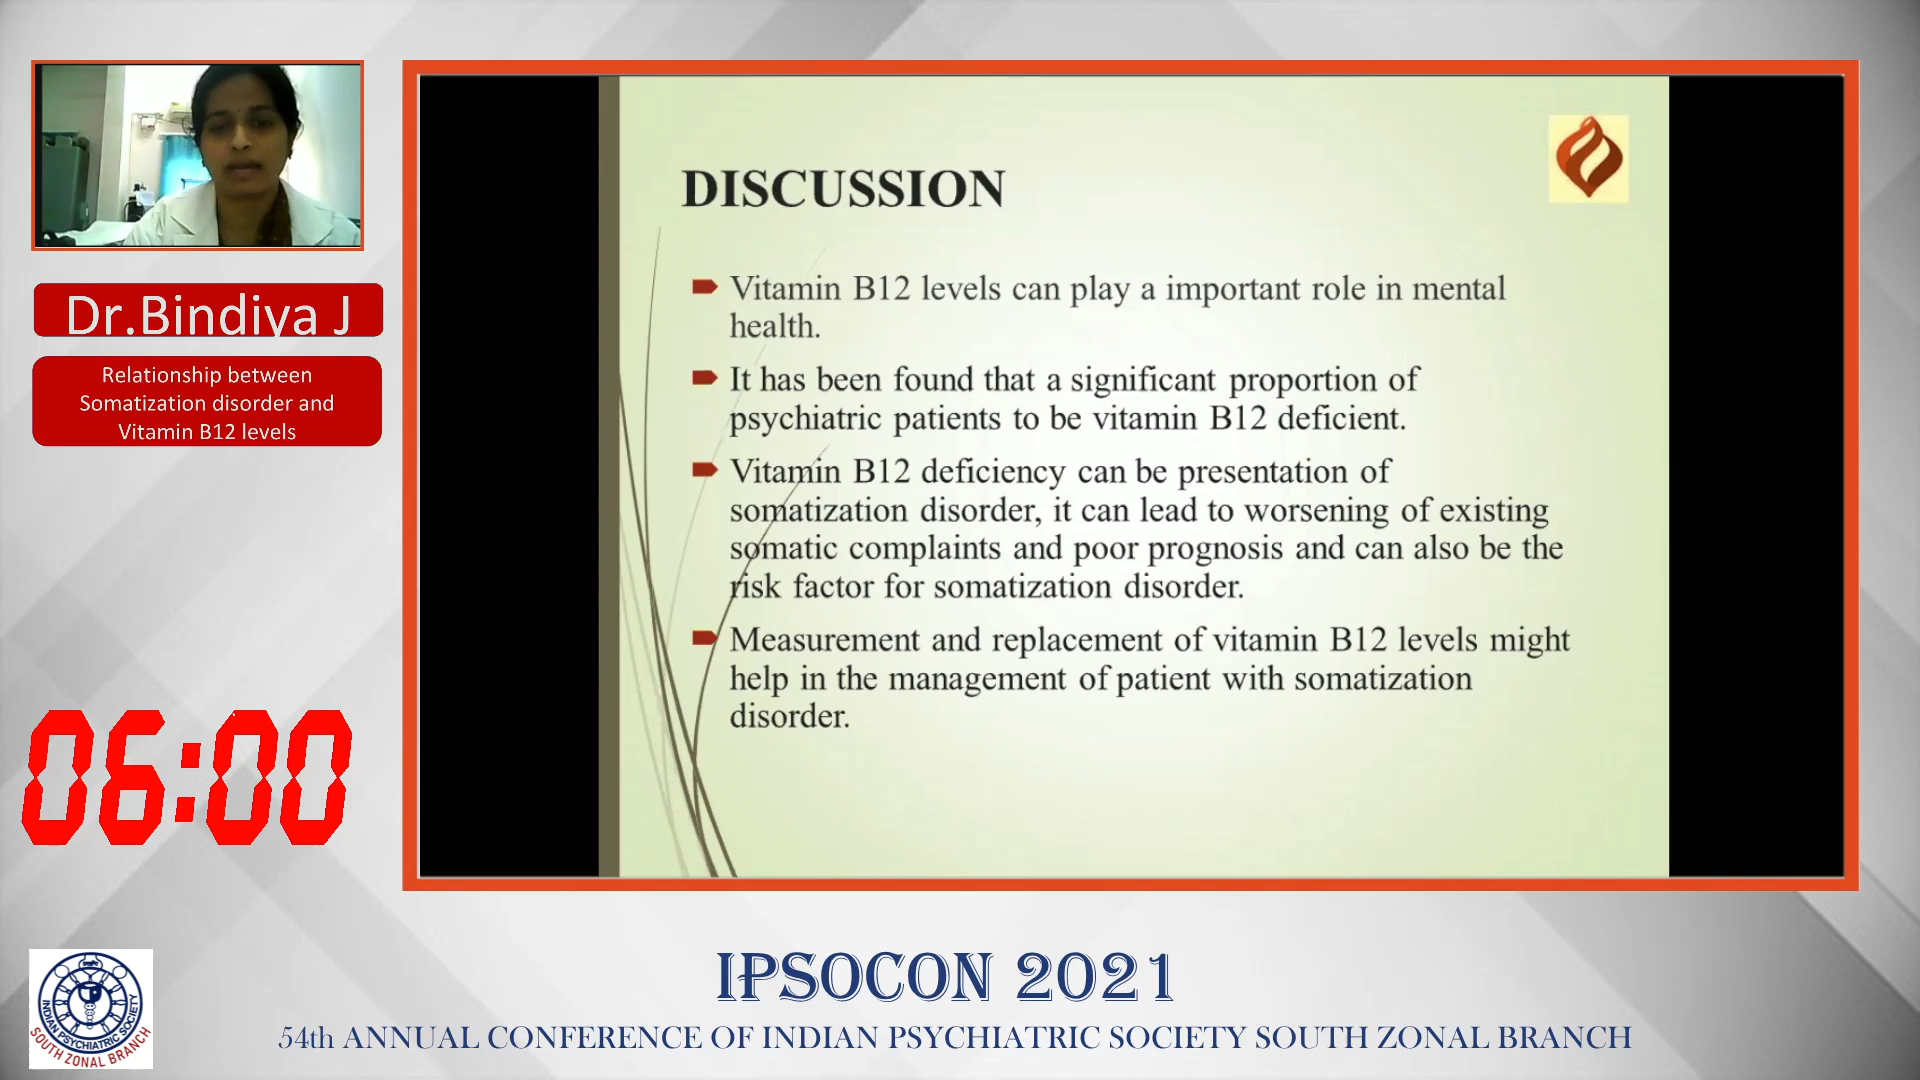 Dr.Bindiya J
Relationship between
Somatization disorder and
Vitamin B12 levels
06:00
DISCUSSION
Vitamin B12 levels can play a important role in mental
health.
It has been found that a significant proportion of
psychiatric patients to be vitamin B12 deficient.
Vitamin B12 deficiency can be presentation of
somatization disorder, it can lead to worsening of existing
somatic complaints and poor prognosis and can also be the
risk factor for somatization disorder.
Measurement and replacement of vitamin B12 levels might
help in the management of patient with somatization
disorder.
INDIAN PSYCHIATRIC SOCIETY
SOUTH ZONAL BRANCH
IPSOCON 2021
54th ANNUAL CONFERENCE OF INDIAN PSYCHIATRIC SOCIETY SOUTH ZONAL BRANCH